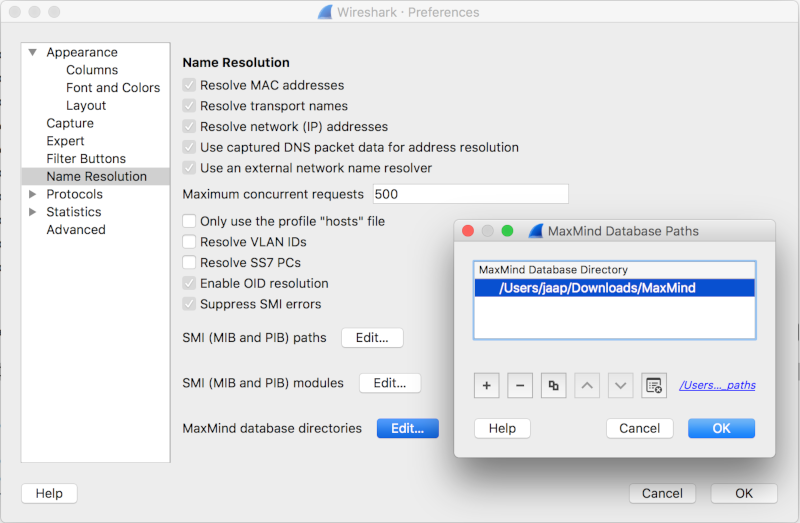 Wireshark · Preferences
Appearance
Columns
Font and Colors
Layout
Capture
Expert
Filter Buttons
Name Resolution
Protocols
Statistics
Advanced
Name Resolution
Resolve MAC addresses
Resolve transport names
Resolve network (IP) addresses
Use captured DNS packet data for address resolution
Use an external network name resolver
Maximum concurrent requests 500
Only use the profile "hosts" file
Resolve VLAN IDs
Resolve SS7 PCs
Enable OID resolution
Suppress SMI errors
SMI (MIB and PIB) paths Edit...
SMI (MIB and PIB) modules Edit...
MaxMind database directories Edit...
MaxMind Database Paths
MaxMind Database Directory
/Users/jaap/Downloads/MaxMind
/Users..._paths
Help Cancel OK
Help Cancel OK